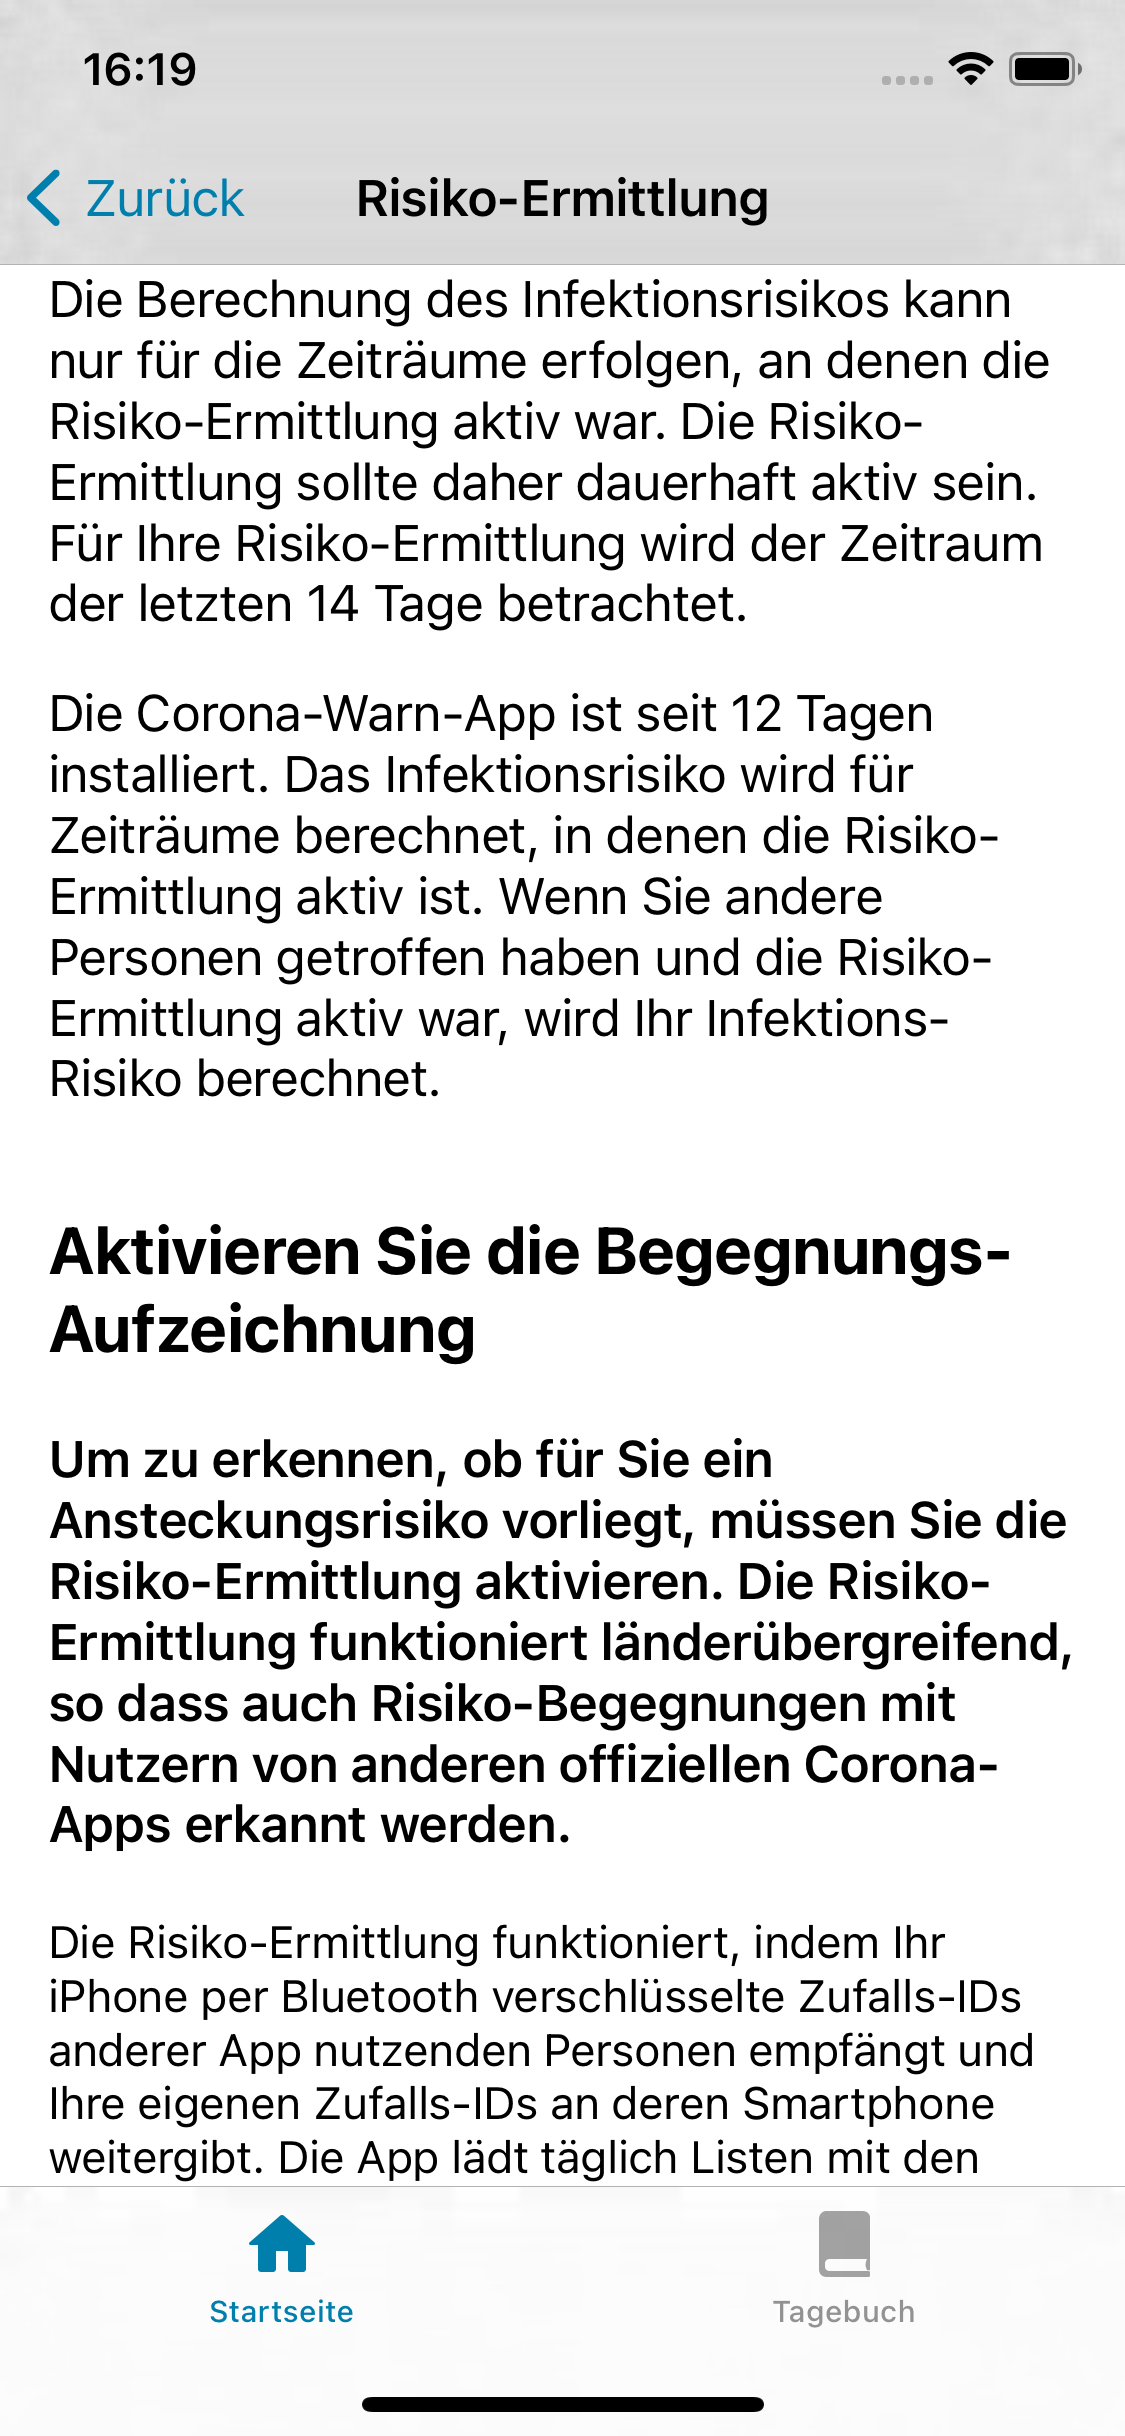 16:19
Zurück
Risiko-Ermittlung
Die Berechnung des Infektionsrisikos kann
nur für die Zeiträume erfolgen, an denen die
Risiko-Ermittlung aktiv war. Die Risiko-
Ermittlung sollte daher dauerhaft aktiv sein.
Für Ihre Risiko-Ermittlung wird der Zeitraum
der letzten 14 Tage betrachtet.
Die Corona-Warn-App ist seit 12 Tagen
installiert. Das Infektionsrisiko wird für
Zeiträume berechnet, in denen die Risiko-
Ermittlung aktiv ist. Wenn Sie andere
Personen getroffen haben und die Risiko-
Ermittlung aktiv war, wird Ihr Infektions-
Risiko berechnet.
Aktivieren Sie die Begegnungs-
Aufzeichnung
Um zu erkennen, ob für Sie ein
Ansteckungsrisiko vorliegt, müssen Sie die
Risiko-Ermittlung aktivieren. Die Risiko-
Ermittlung funktioniert länderübergreifend,
so dass auch Risiko-Begegnungen mit
Nutzern von anderen offiziellen Corona-
Apps erkannt werden.
Die Risiko-Ermittlung funktioniert, indem Ihr
iPhone per Bluetooth verschlüsselte Zufalls-IDs
anderer App nutzenden Personen empfängt und
Ihre eigenen Zufalls-IDs an deren Smartphone
weitergibt. Die App lädt täglich Listen mit den
Startseite
Tagebuch